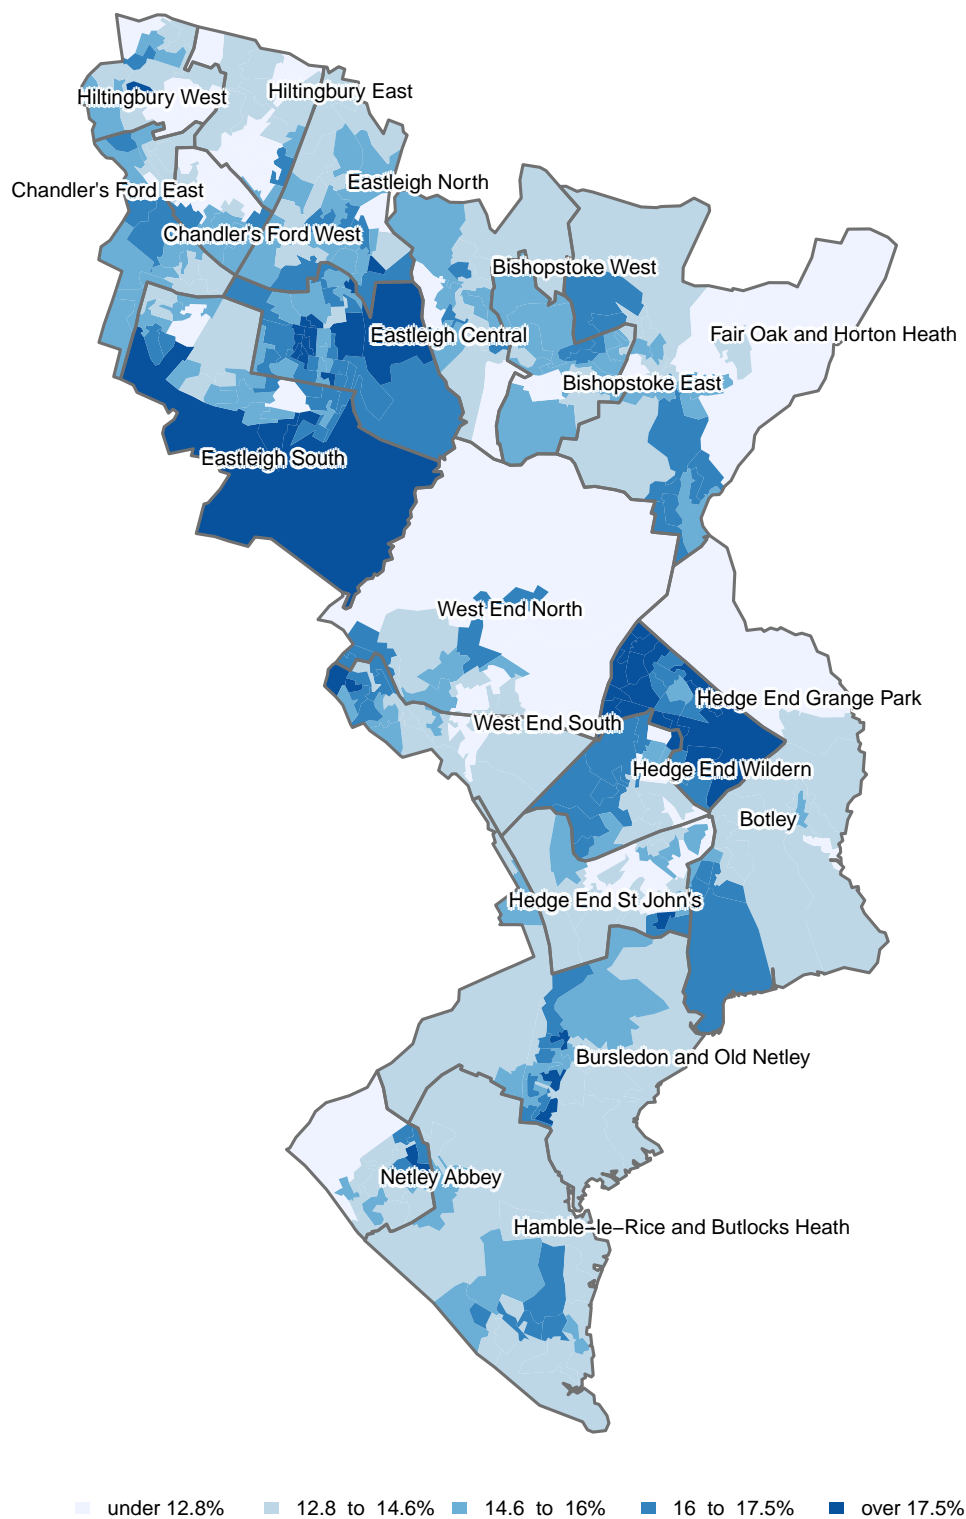 Hiltingbury East
Hiltingbury West
Eastleigh North
Chandler's Ford East
Chandler's Ford West
Bishopstoke West
Eastleigh Central
Fair Oak and Horton Heath
Bishopstoke East
Eastleigh South
West End North
Hedge End Grange Park
West End South
Hedge End Wildern
Botley
Hedge End St John's
Bursledon and Old Netley
Netley Abbey
Hamble−le−Rice and Butlocks Heath
under 12.8% 12.8 to 14.6% 14.6 to 16% 16 to 17.5% over 17.5%